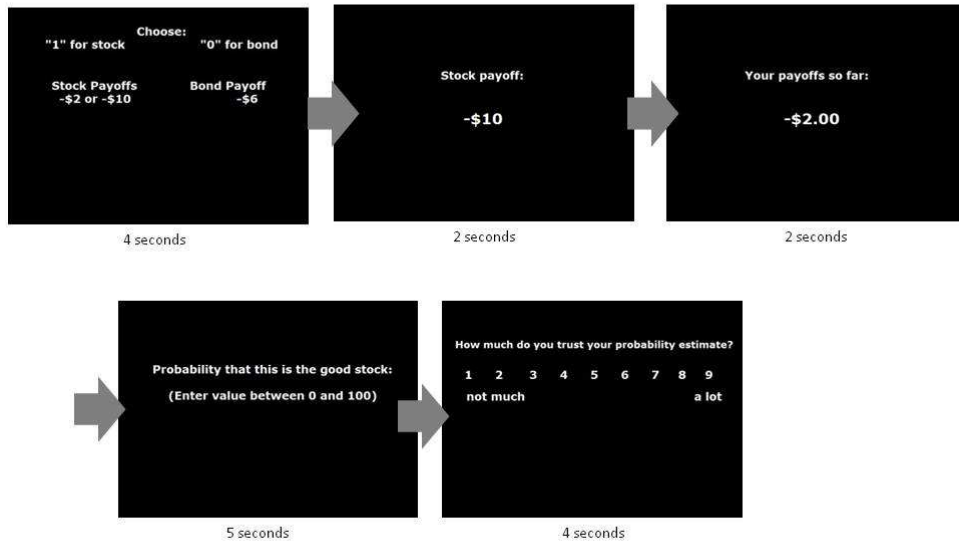 Choose:
"1" for stock "0" for bond
Stock Payoffs Bond Payoff
-$2 or -$10 -$6
4 seconds
Stock payoff:
-$10
2 seconds
Your payoffs so far:
-$2.00
2 seconds
Probability that this is the good stock:
(Enter value between 0 and 100)
5 seconds
How much do you trust your probability estimate?
1 2 3 4 5 6 7 8 9
not much a lot
4 seconds